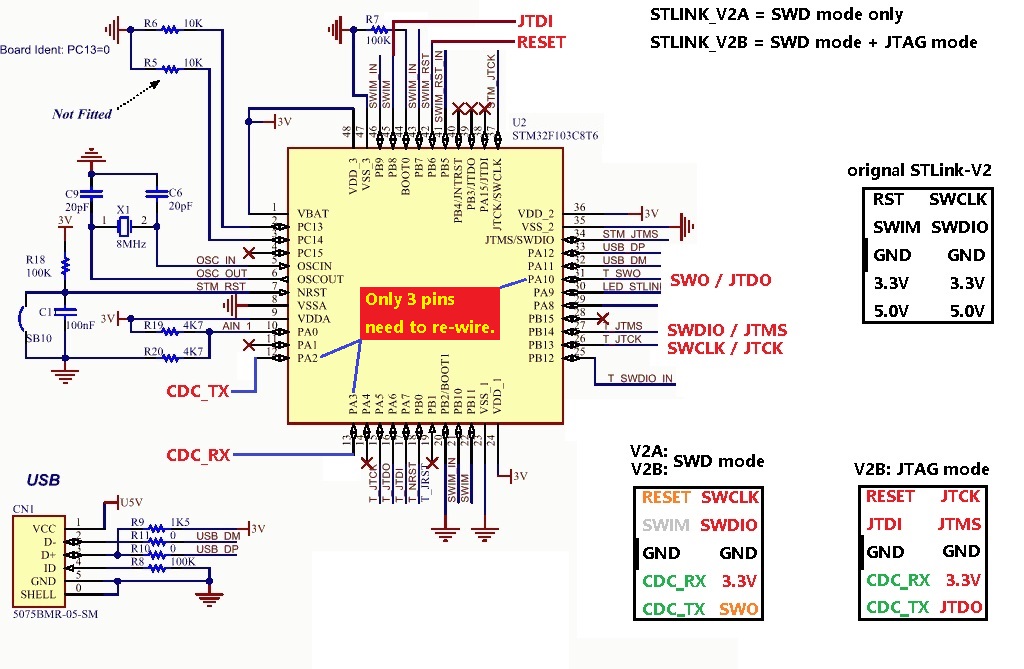 STLINK_V2A = SWD mode only
STLINK_V2B = SWD mode + JTAG mode
Board Ident: PC13=0
R6 10K
R5 10K
Not Fitted
R7
100K
JTDI
RESET
SWIM_IN
SWIM
SWIM_IN
SWIM_RST
SWIM_RST_IN
STM_JTCK
3V
48
47
46
45
44
43
42
41
40
39
38
37
U2
STM32F103C8T6
VDD_3
VSS_3
PB9
PB8
BOOT0
PB7
PB6
PB5
PB4/JNTRST
PB3/JTDO
PA15/JTDI
JTCK/SWCLK
C9
20pF
C6
20pF
X1
1 2
8MHz
3V
R18
100K
OSC_IN
OSC_OUT
STM_RST
C1
100nF
SB10
3V
R19 4K7
AIN_1
R20 4K7
1 VBAT
2 PC13
3 PC14
4 PC15
5 OSCIN
6 OSCOUT
7 NRST
8 VSSA
9 VDDA
10 PA0
11 PA1
12 PA2
Only 3 pins
need to re-wire.
VDD_2 36 3V
VSS_2 35
JTMS/SWDIO 34 STM_JTMS
PA12 33 USB_DP
PA11 32 USB_DM
PA10 31 T_SWO
PA9 30 LED_STLINI
PA8 29
PB15 28
PB14 27 T_JTMS
PB13 26 T_JTCK
PB12 25
T_SWDIO_IN
SWO / JTDO
SWDIO / JTMS
SWCLK / JTCK
CDC_TX
CDC_RX
PA3
PA4
PA5
PA6
PA7
PB0
PB1
PB2/BOOT1
PB10
PB11
VSS_1
VDD_1
13
14
15
16
17
18
19
20
21
22
23
24
T_JTCK
T_JTDO
T_JTDI
T_NRST
T_JRST
SWIM_IN
SWIM
3V
USB
CN1
U5V
VCC 1
D- 2
D+ 3
ID 4
GND 5
SHELL 0
5075BMR-05-SM
R9 1K5 3V
R11 0 USB_DM
R10 0 USB_DP
R8 100K
orignal STLink-V2
RST SWCLK
SWIM SWDIO
GND GND
3.3V 3.3V
5.0V 5.0V
V2A:
V2B: SWD mode
RESET SWCLK
SWIM SWDIO
GND GND
CDC_RX 3.3V
CDC_TX SWO
V2B: JTAG mode
RESET JTCK
JTDI JTMS
GND GND
CDC_RX 3.3V
CDC_TX JTDO